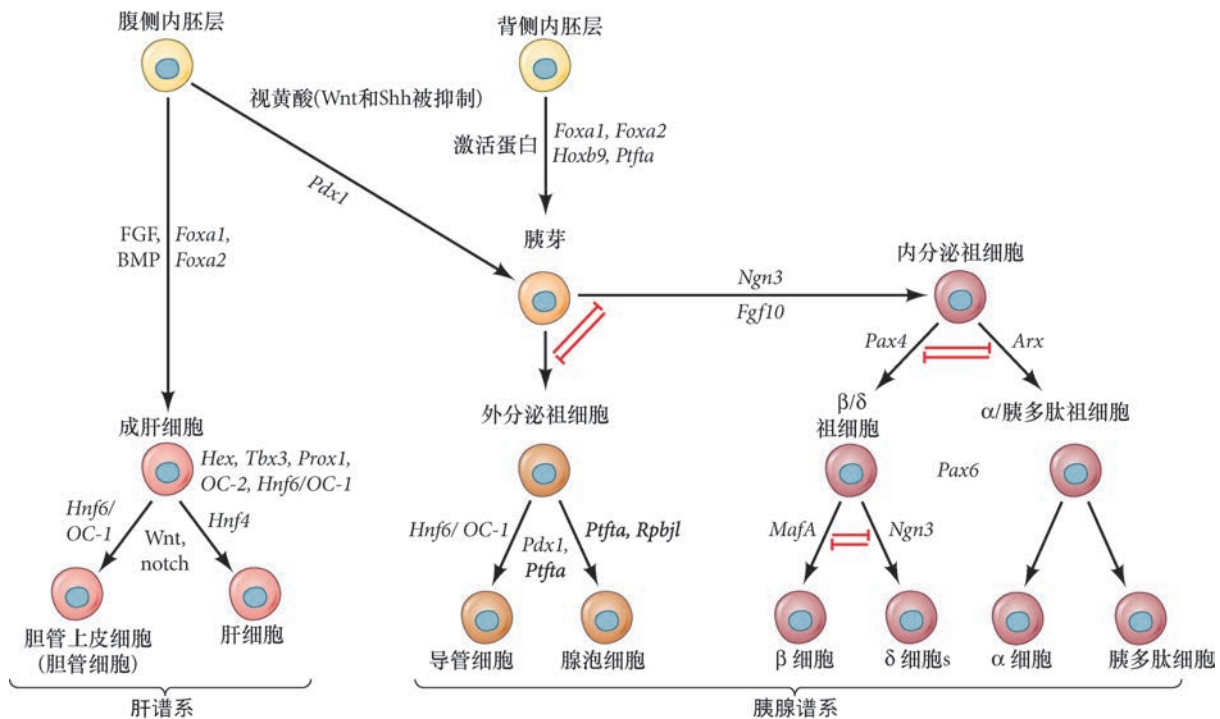 腹侧内胚层
背侧内胚层
视黄酸(Wnt和Shh被抑制)
激活蛋白
Foxa1, Foxa2
Hoxb9, Ptfta
Pdx1
FGF,
BMP
Foxa1,
Foxa2
胰芽
Ngn3
Fgf10
内分泌祖细胞
Pax4
Arx
成肝细胞
外分泌祖细胞
β/δ
祖细胞
α/胰多肽祖细胞
Hex, Tbx3, Prox1,
OC-2, Hnf6/OC-1
Pax6
Hnf6/
OC-1
Wnt,
notch
Hnf4
Hnf6/ OC-1
Pdx1,
Ptfta
Ptfta, Rpbjl
MafA
Ngn3
胆管上皮细胞
(胆管细胞)
肝细胞
导管细胞
腺泡细胞
β 细胞
δ 细胞s
α 细胞
胰多肽细胞
肝谱系
胰腺谱系